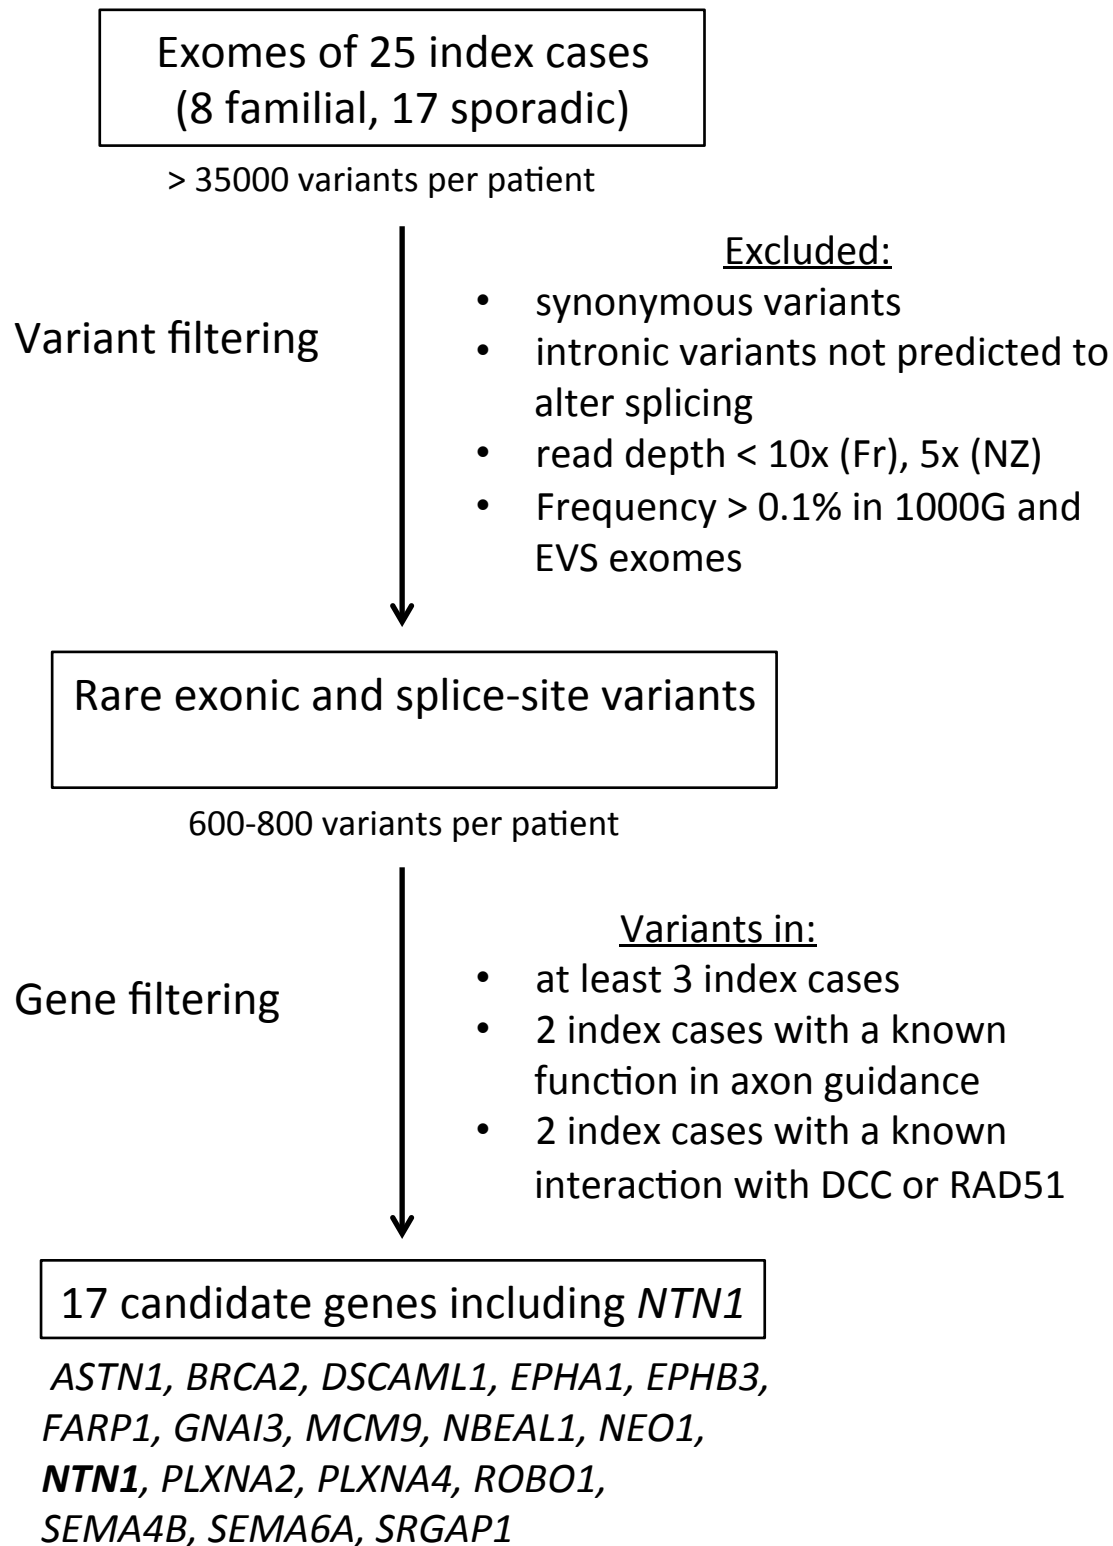 Exomes of 25 index cases
(8 familial, 17 sporadic)
> 35000 variants per patient
Variant filtering
Excluded:
• synonymous variants
• intronic variants not predicted to
alter splicing
• read depth < 10x (Fr), 5x (NZ)
• Frequency > 0.1% in 1000G and
EVS exomes
Rare exonic and splice-site variants
600-800 variants per patient
Gene filtering
Variants in:
• at least 3 index cases
• 2 index cases with a known
function in axon guidance
• 2 index cases with a known
interaction with DCC or RAD51
17 candidate genes including NTN1
ASTN1, BRCA2, DSCAML1, EPHA1, EPHB3,
FARP1, GNAI3, MCM9, NBEAL1, NEO1,
NTN1, PLXNA2, PLXNA4, ROBO1,
SEMA4B, SEMA6A, SRGAP1